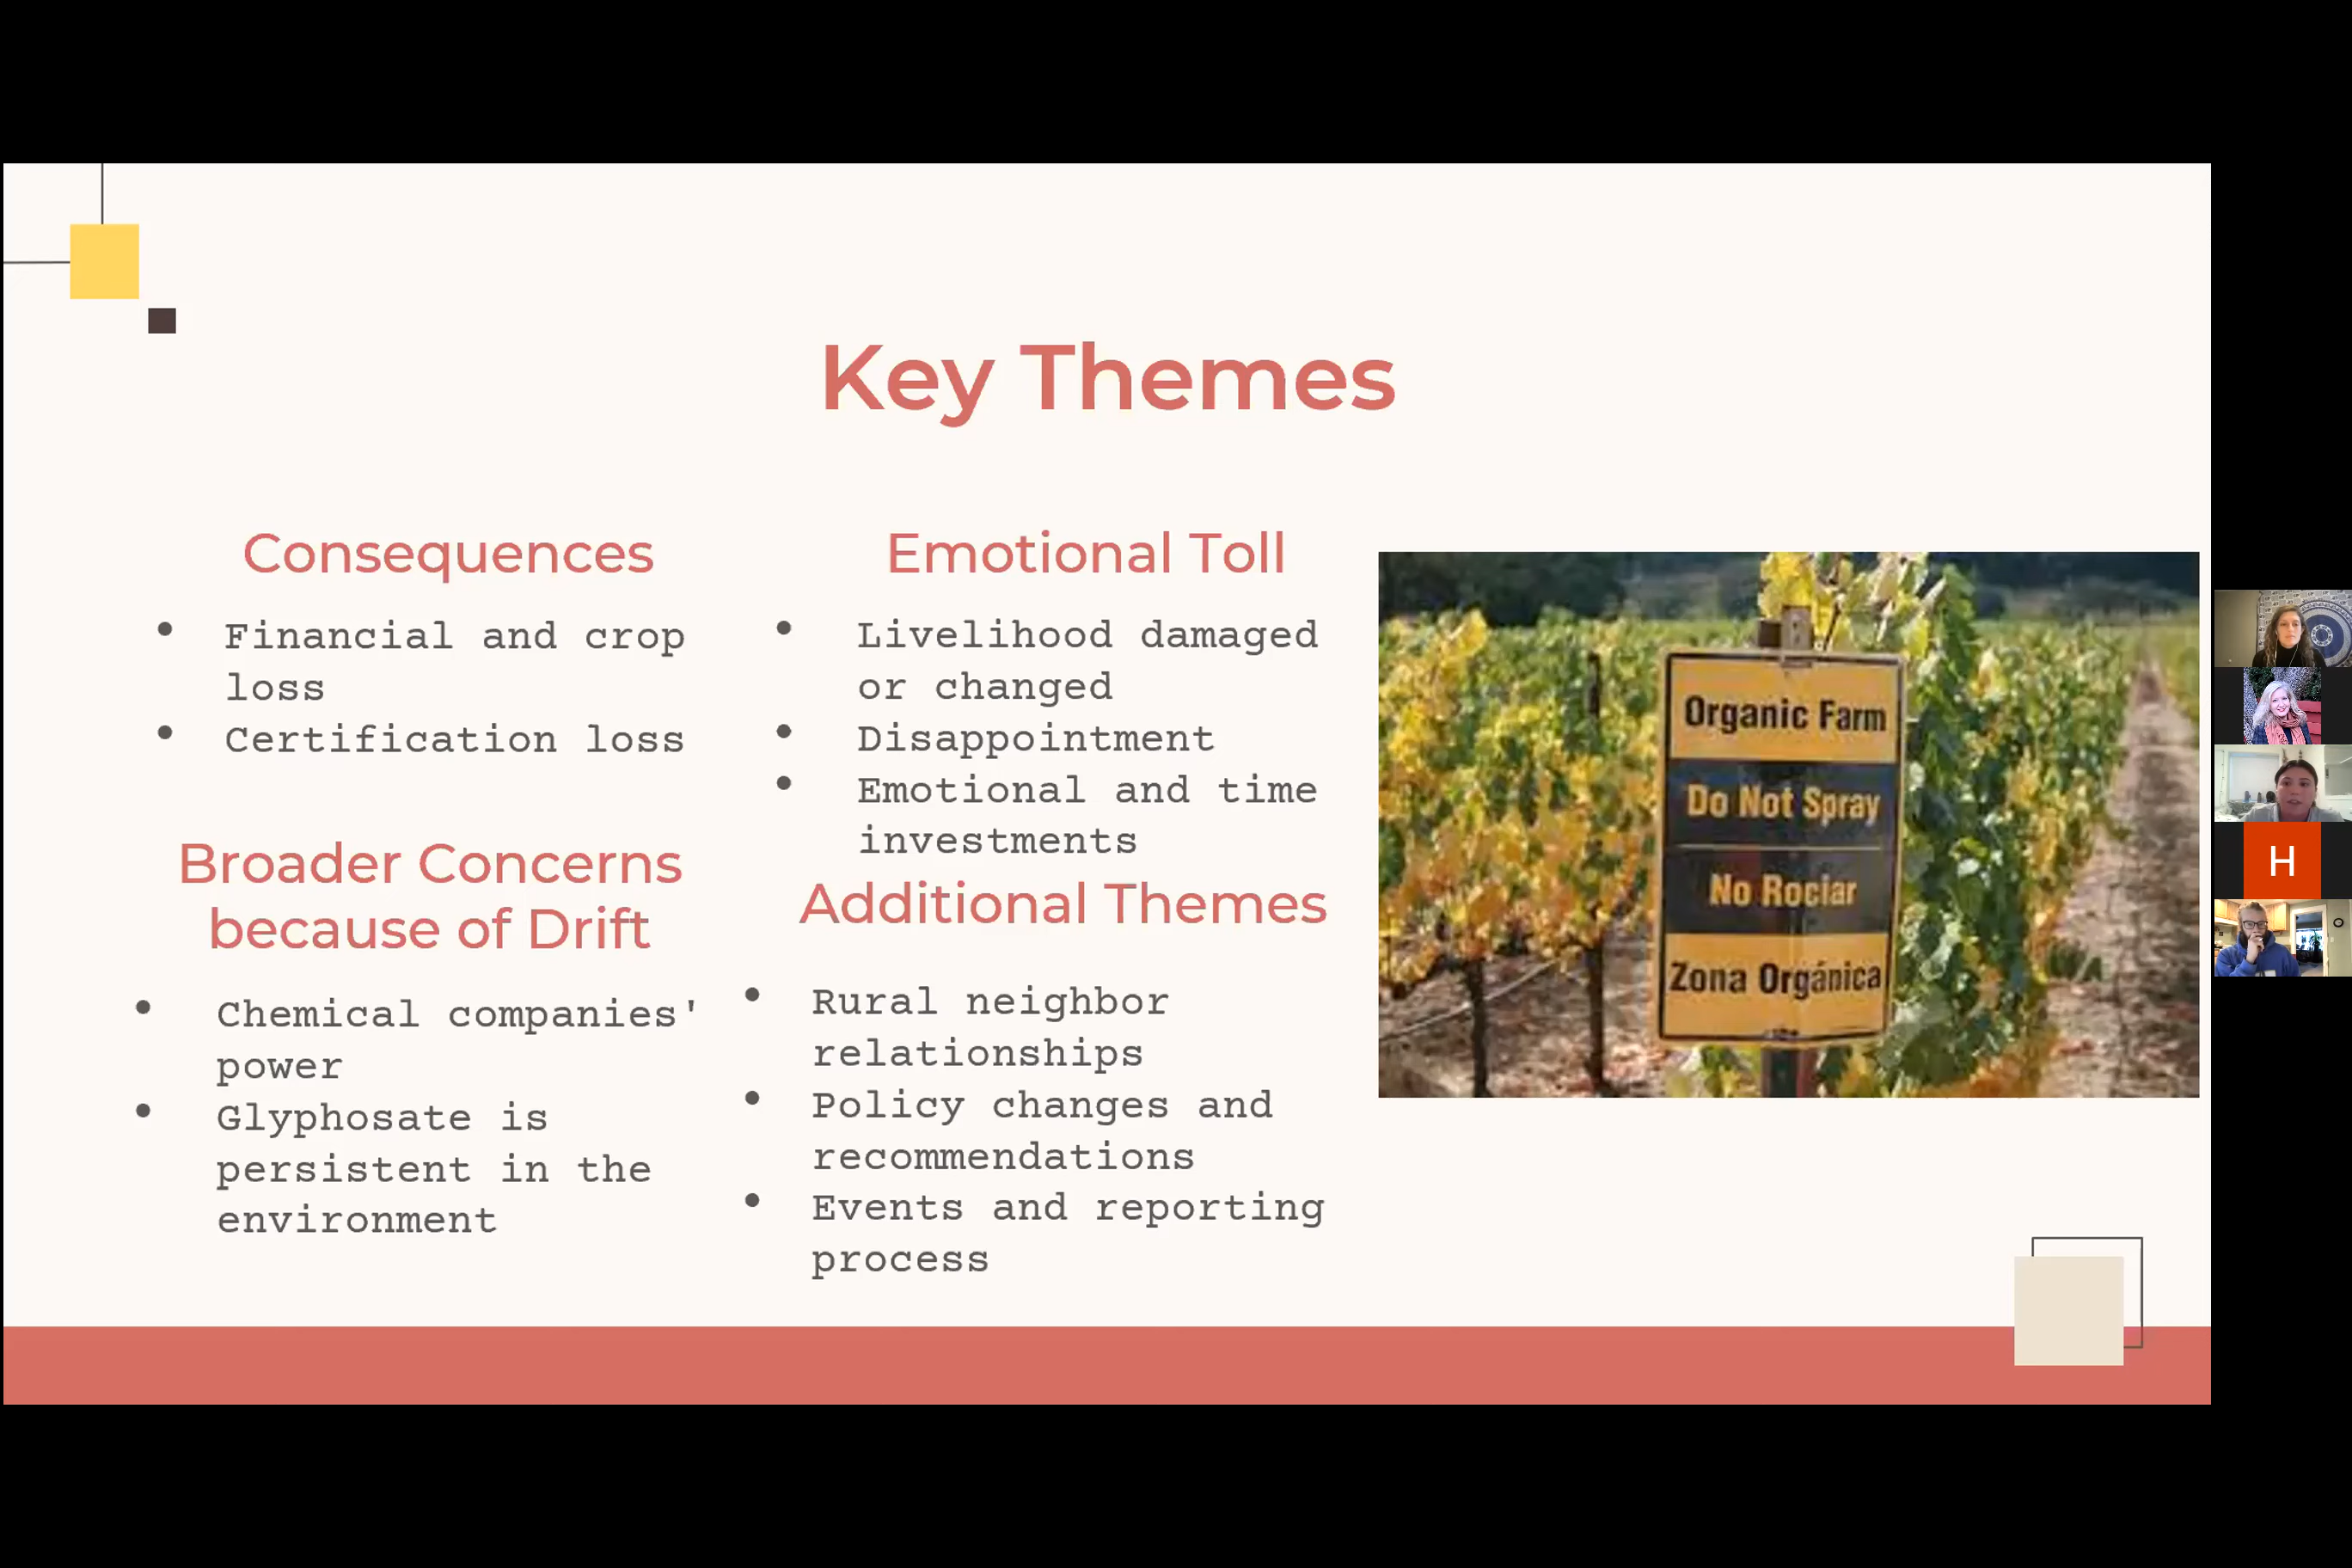 Key Themes
Consequences
• Financial and crop
loss
• Certification loss
Broader Concerns
because of Drift
• Chemical companies'
power
• Glyphosate is
persistent in the
environment
Emotional Toll
• Livelihood damaged
or changed
• Disappointment
• Emotional and time
investments
Additional Themes
• Rural neighbor
relationships
• Policy changes and
recommendations
• Events and reporting
process
Organic Farm
Do Not Spray
No Rociar
Zona Orgánica
H